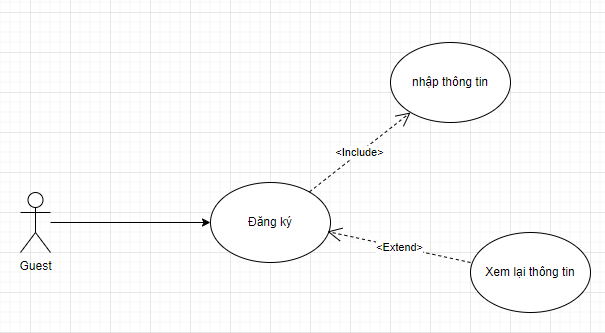 nhập thông tin
<Include>
Đăng ký
<Extend>
Guest
Xem lại thông tin